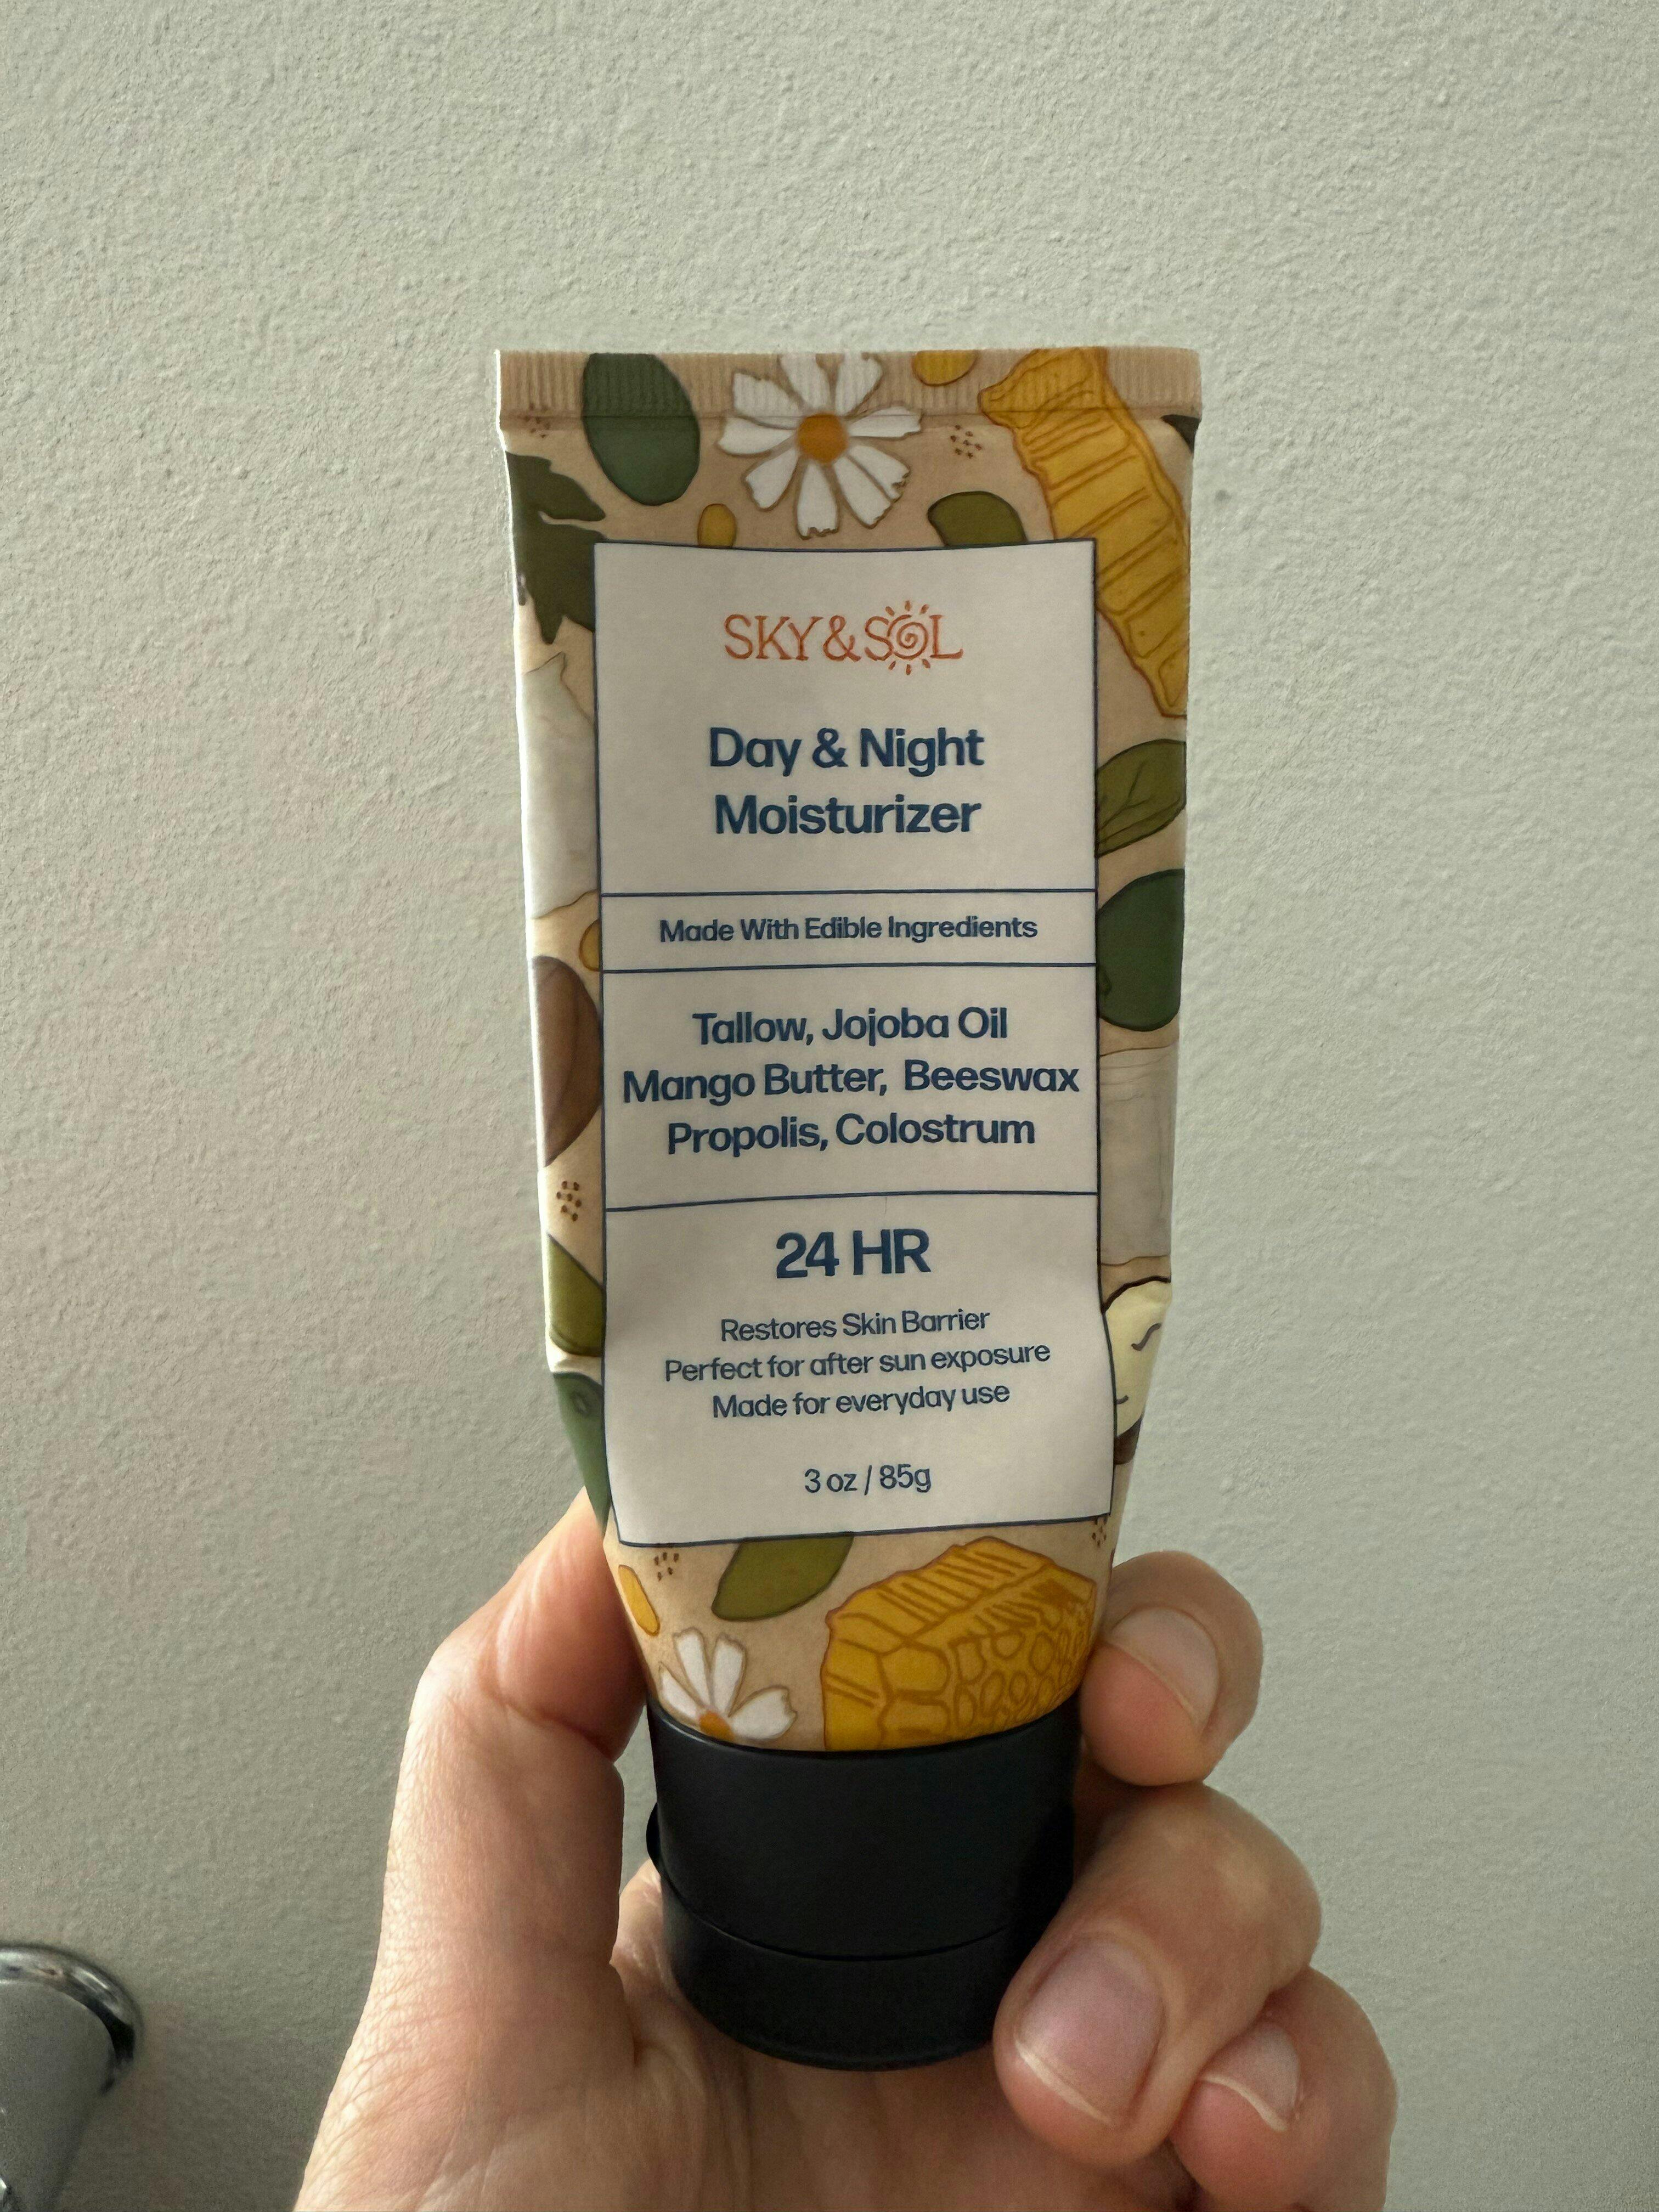 SKY & SOL
Day & Night
Moisturizer
Made With Edible Ingredients
Tallow, Jojoba Oil
Mango Butter, Beeswax
Propolis, Colostrum
24 HR
Restores Skin Barrier
Perfect for after sun exposure
Made for everyday use
3 oz / 85g